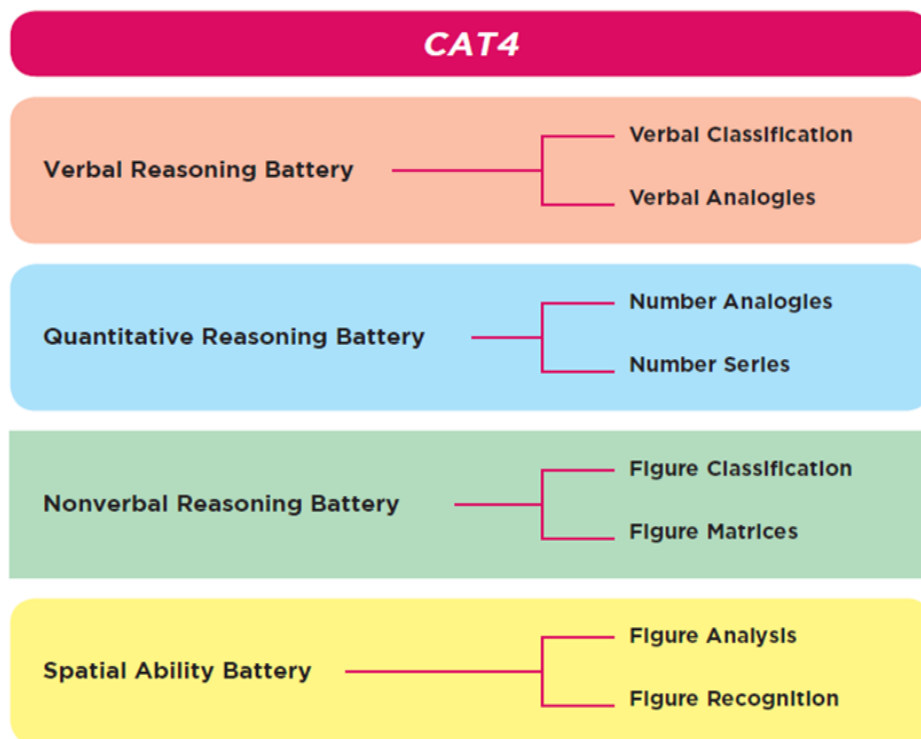 CAT4
Verbal Reasoning Battery
Verbal Classification
Verbal Analogies
Quantitative Reasoning Battery
Number Analogies
Number Series
Nonverbal Reasoning Battery
Figure Classification
Figure Matrices
Spatial Ability Battery
Figure Analysis
Figure Recognition